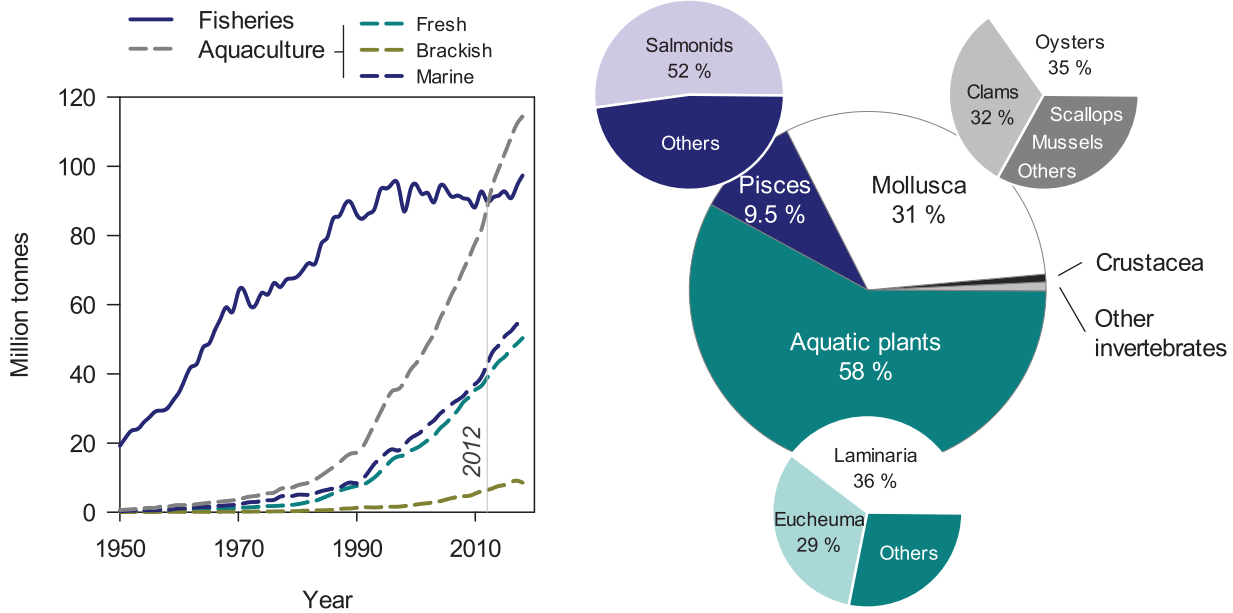 Fisheries
Aquaculture
Fresh
Brackish
Marine
120
100
80
60
40
20
0
Million tonnes
2012
1950
1970
1990
2010
Year
Salmonids
52 %
Others
Oysters
35 %
Clams
32 %
Scallops
Mussels
Others
Pisces
9.5 %
Mollusca
31 %
Crustacea
Other
invertebrates
Aquatic plants
58 %
Laminaria
36 %
Eucheuma
29 %
Others